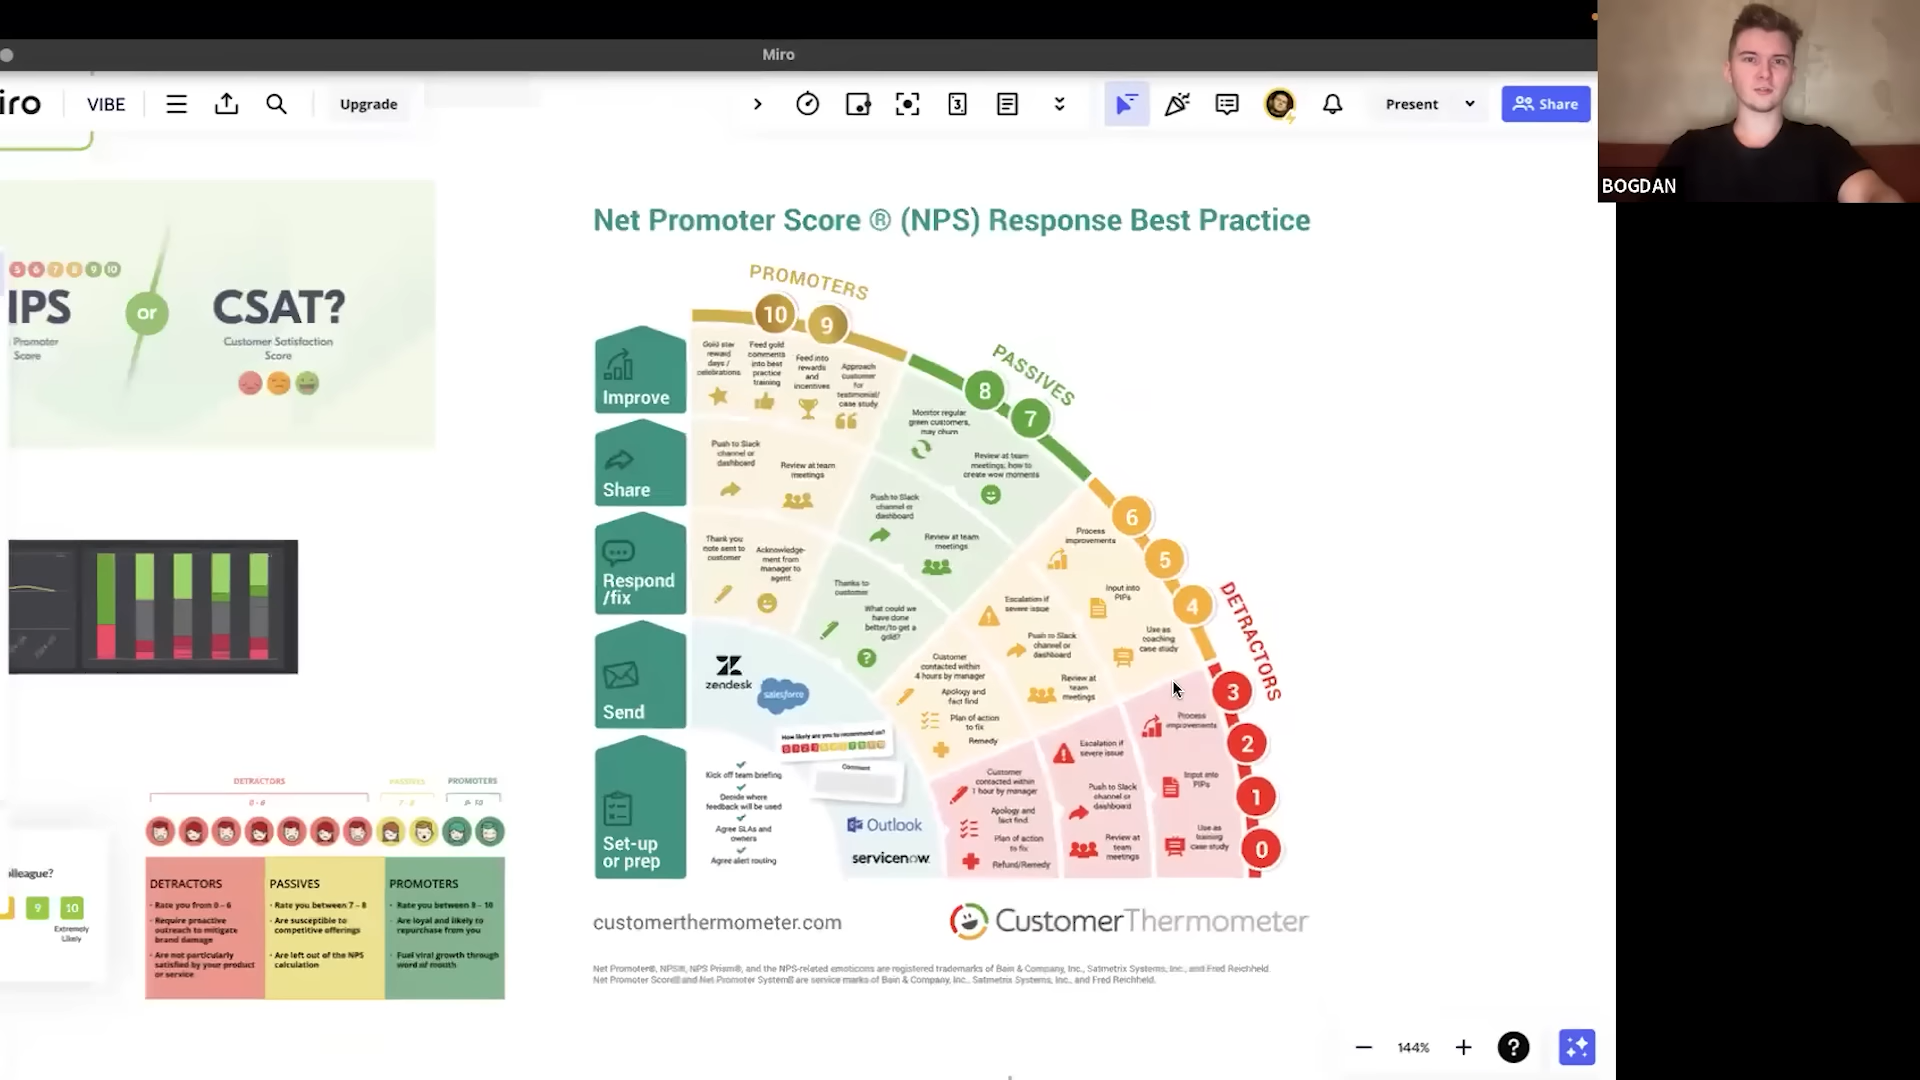 Miro
iro
VIBE
Upgrade
3
Present
Share
BOGDAN
5 6 7 8 9 10
IPS
or
CSAT?
Promoter
Score
Customer Satisfaction
Score
Net Promoter Score ® (NPS) Response Best Practice
PROMOTERS
10
9
PASSIVES
8
7
6
5
4
DETRACTORS
3
2
1
0
Improve
Gold star
reward
days /
celebrations
Feed gold
comments
into best
practice
training
Feed into
rewards
and
incentives
Approach
customer
for
testimonial/
case study
Monitor regular
green customers,
may churn
Review at team
meetings; how to
create wow moments
Process
improvements
Input into
PIPs
Use as
coaching
case study
Process
improvements
Input into
PIPs
Use as
training
case study
Share
Push to Slack
channel or
dashboard
Review at team
meetings
Push to Slack
channel or
dashboard
Review at team
meetings
Escalation if
severe issue
Push to Slack
channel or
dashboard
Review at
team
meetings
Escalation if
severe issue
Push to Slack
channel or
dashboard
Review at
team
meetings
Respond
/fix
Thank you
note sent to
customer
Acknowledge-
ment from
manager to
agent
Thanks to
customer
What could we
have done
better/to get a
gold?
Customer
contacted within
4 hours by manager
Apology and
fact find
Plan of action
to fix
Remedy
Customer
contacted within
1 hour by manager
Apology and
fact find
Plan of action
to fix
Refund/Remedy
Send
zendesk
salesforce
How likely are you to recommend us?
Comment
Outlook
servicenow
Set-up
or prep
Kick off team briefing
Decide where
feedback will be used
Agree SLAs and
owners
Agree alert routing
customerthermometer.com
CustomerThermometer
Net Promoter®, NPS®, NPS Prism®, and the NPS-related emoticons are registered trademarks of Bain & Company, Inc., Satmetrix Systems, Inc., and Fred Reichheld.
Net Promoter Score℠ and Net Promoter System℠ are service marks of Bain & Company, Inc., Satmetrix Systems, Inc., and Fred Reichheld.
DETRACTORS
PASSIVES
PROMOTERS
0-6
7-8
9-10
DETRACTORS
- Rate you from 0 – 6
- Require proactive
outreach to mitigate
brand damage
- Are not particularly
satisfied by your product
or service
PASSIVES
- Rate you between 7 – 8
- Are susceptible to
competitive offerings
- Are left out of the NPS
calculation
PROMOTERS
- Rate you between 8 – 10
- Are loyal and likely to
repurchase from you
- Fuel viral growth through
word of mouth
lleague?
9
10
Extremely
Likely
144%
?